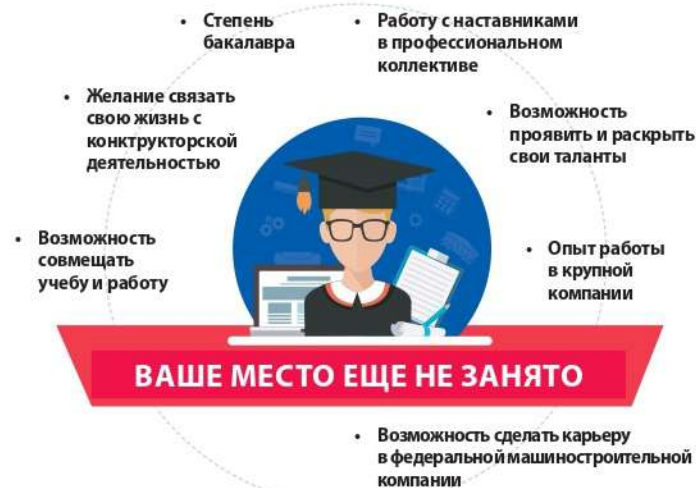 • Степень
бакалавра
• Работу с наставниками
в профессиональном
коллективе
• Желание связать
свою жизнь с
конктрукторской
деятельностью
• Возможность
проявить и раскрыть
свои таланты
• Возможность
совмещать
учебу и работу
• Опыт работы
в крупной
компании
ВАШЕ МЕСТО ЕЩЕ НЕ ЗАНЯТО
• Возможность сделать карьеру
в федеральной машиностроительной
компании